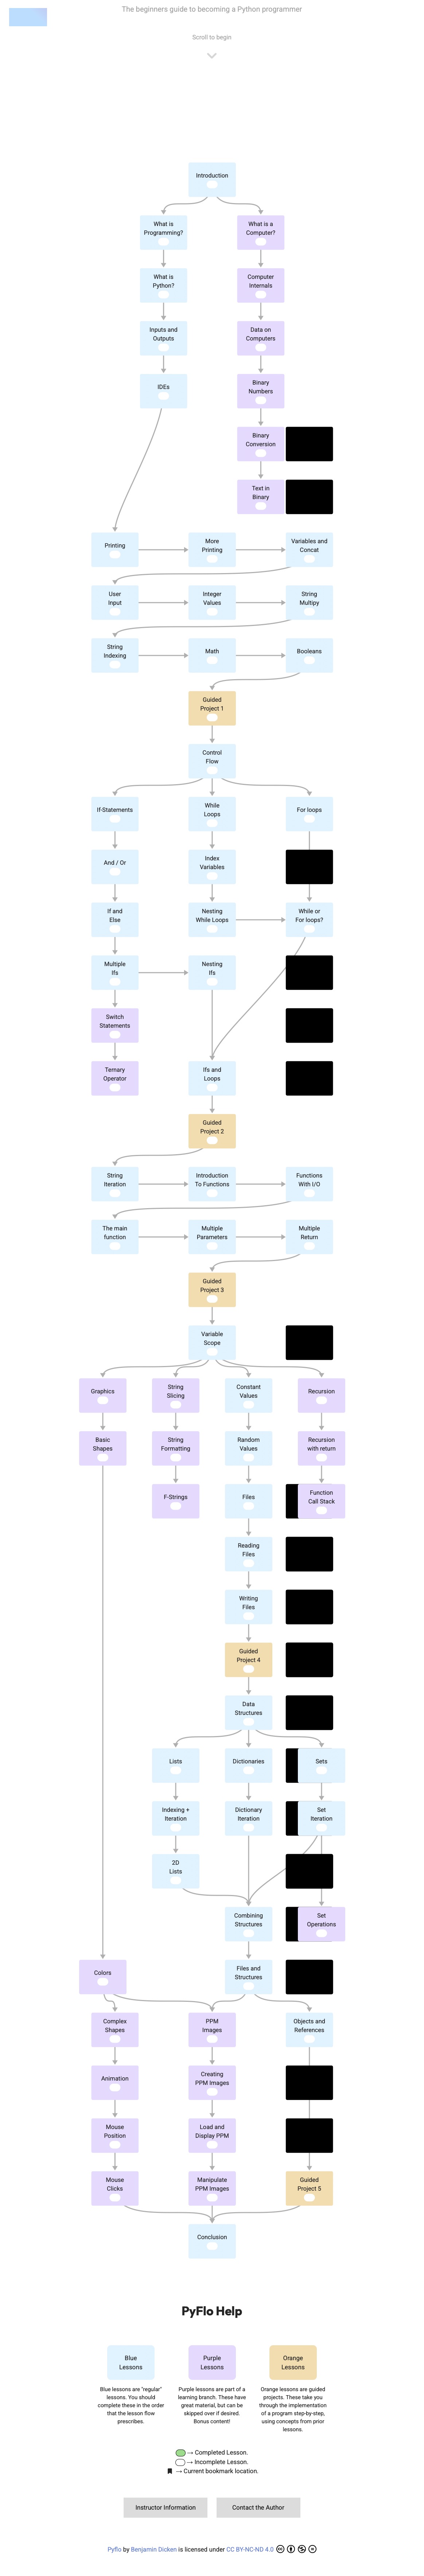 The beginners guide to becoming a Python programmer
Scroll to begin
Introduction
What is
Programming?
What is a
Computer?
What is
Python?
Computer
Internals
Inputs and
Outputs
Data on
Computers
IDEs
Binary
Numbers
Binary
Conversion
Text in
Binary
Printing
More
Printing
Variables and
Concat
User
Input
Integer
Values
String
Multipy
String
Indexing
Math
Booleans
Guided
Project 1
Control
Flow
If-Statements
While
Loops
For loops
And / Or
Index
Variables
If and
Else
Nesting
While Loops
While or
For loops?
Multiple
Ifs
Nesting
Ifs
Switch
Statements
Ternary
Operator
Ifs and
Loops
Guided
Project 2
String
Iteration
Introduction
To Functions
Functions
With I/O
The main
function
Multiple
Parameters
Multiple
Return
Guided
Project 3
Variable
Scope
Graphics
String
Slicing
Constant
Values
Recursion
Basic
Shapes
String
Formatting
Random
Values
Recursion
with return
F-Strings
Files
Function
Call Stack
Reading
Files
Writing
Files
Guided
Project 4
Data
Structures
Lists
Dictionaries
Sets
Indexing +
Iteration
Dictionary
Iteration
Set
Iteration
2D
Lists
Combining
Structures
Set
Operations
Colors
Files and
Structures
Complex
Shapes
PPM
Images
Objects and
References
Animation
Creating
PPM Images
Mouse
Position
Load and
Display PPM
Mouse
Clicks
Manipulate
PPM Images
Guided
Project 5
Conclusion
PyFlo Help
Blue
Lessons
Purple
Lessons
Orange
Lessons
Blue lessons are "regular"
lessons. You should
complete these in the order
that the lesson flow
prescribes.
Purple lessons are part of a
learning branch. These have
great material, but can be
skipped over if desired.
Bonus content!
Orange lessons are guided
projects. These take you
through the implementation
of a program step-by-step,
using concepts from prior
lessons.
→ Completed Lesson.
→ Incomplete Lesson.
→ Current bookmark location.
Instructor Information
Contact the Author
Pyflo by Benjamin Dicken is licensed under CC BY-NC-ND 4.0